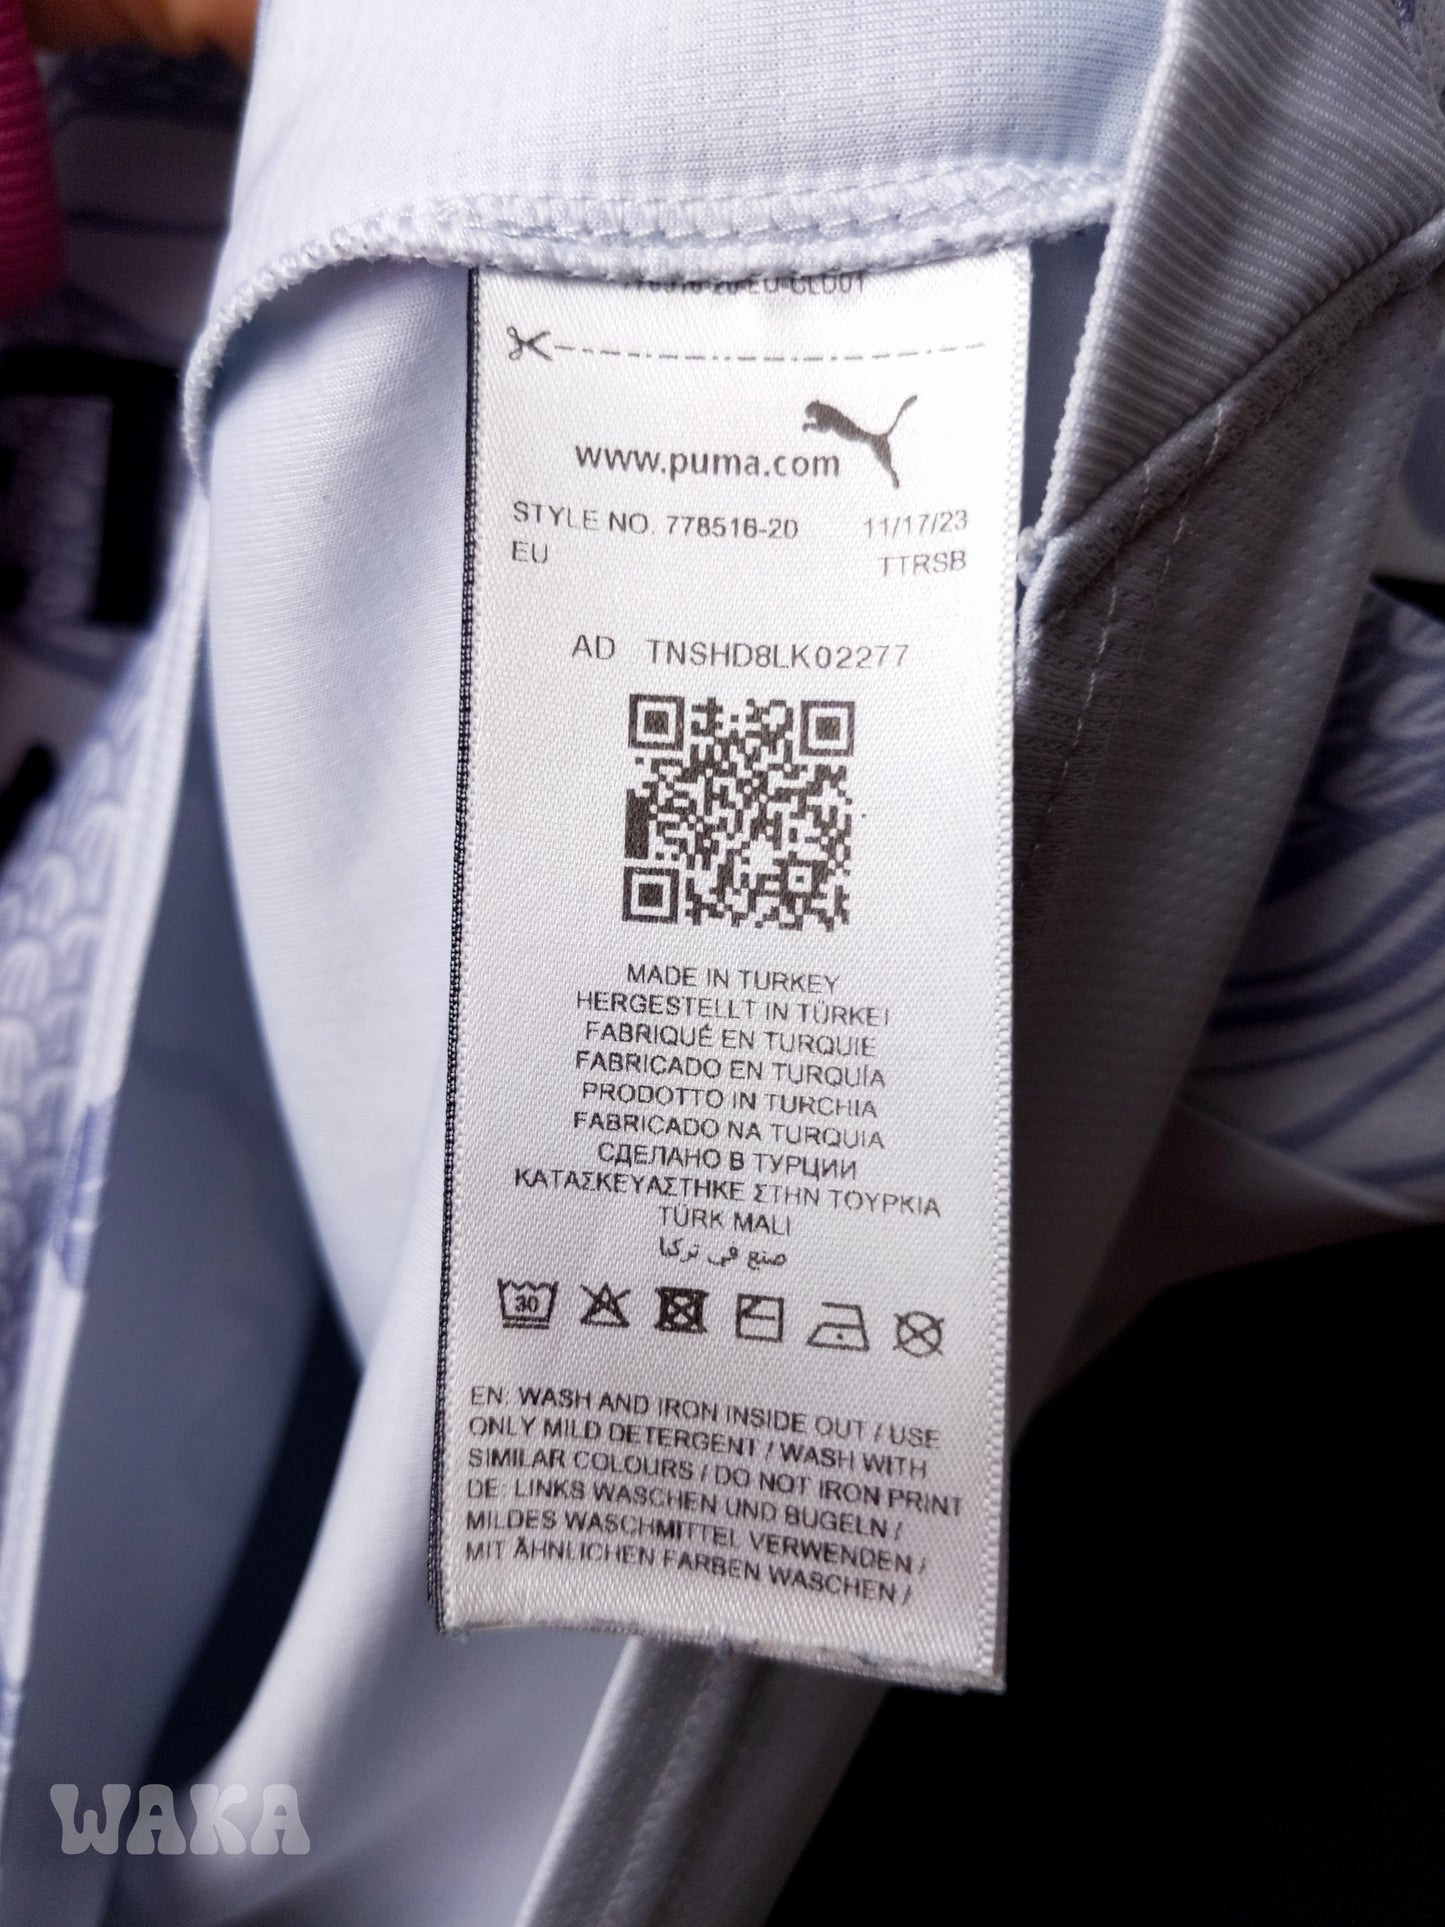 www.puma.com
STYLE NO. 778516-20 11/17/23
EU TTRSB
AD TNSHD8LK02277
MADE IN TURKEY
HERGESTELLT IN TÜRKEI
FABRIQUÉ EN TURQUIE
FABRICADO EN TURQUÍA
PRODOTTO IN TURCHIA
FABRICADO NA TURQUIA
СДЕЛАНО В ТУРЦИИ
ΚΑΤΑΣΚΕΥΑΣΤΗΚΕ ΣΤΗΝ ΤΟΥΡΚΙΑ
TÜRK MALI
صنع في تركيا
30
EN: WASH AND IRON INSIDE OUT / USE
ONLY MILD DETERGENT / WASH WITH
SIMILAR COLOURS / DO NOT IRON PRINT
DE: LINKS WASCHEN UND BÜGELN /
MILDES WASCHMITTEL VERWENDEN /
MIT ÄHNLICHEN FARBEN WASCHEN /
WAKA